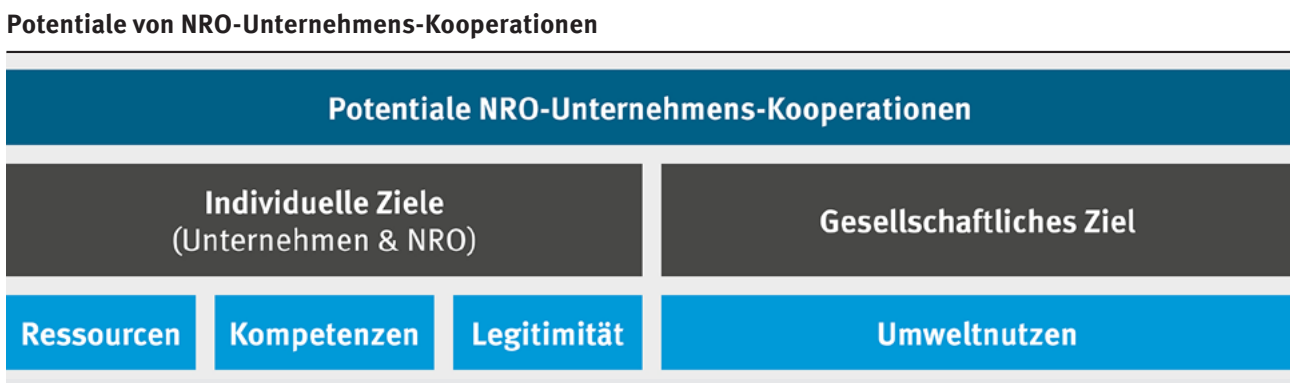 Potentiale von NRO-Unternehmens-Kooperationen
Potentiale NRO-Unternehmens-Kooperationen
Individuelle Ziele
(Unternehmen & NRO)
Gesellschaftliches Ziel
Ressourcen
Kompetenzen
Legitimität
Umweltnutzen